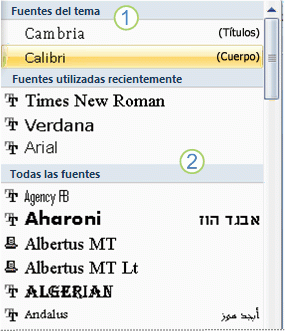 Fuentes del tema
1
Cambria (Títulos)
Calibri (Cuerpo)
Fuentes utilizadas recientemente
Times New Roman
Verdana
Arial
2
Todas las fuentes
Agency FB
Aharoni אבגד הוז
Albertus MT
Albertus MT Lt
ALGERIAN
Andalus أبجد هوز